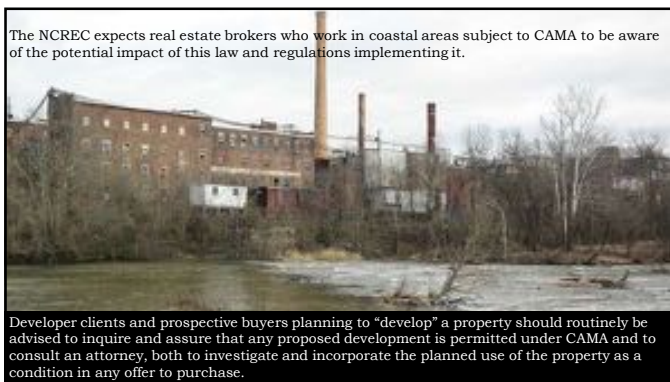 The NCREC expects real estate brokers who work in coastal areas subject to CAMA to be aware
of the potential impact of this law and regulations implementing it.
Developer clients and prospective buyers planning to “develop” a property should routinely be
advised to inquire and assure that any proposed development is permitted under CAMA and to
consult an attorney, both to investigate and incorporate the planned use of the property as a
condition in any offer to purchase.